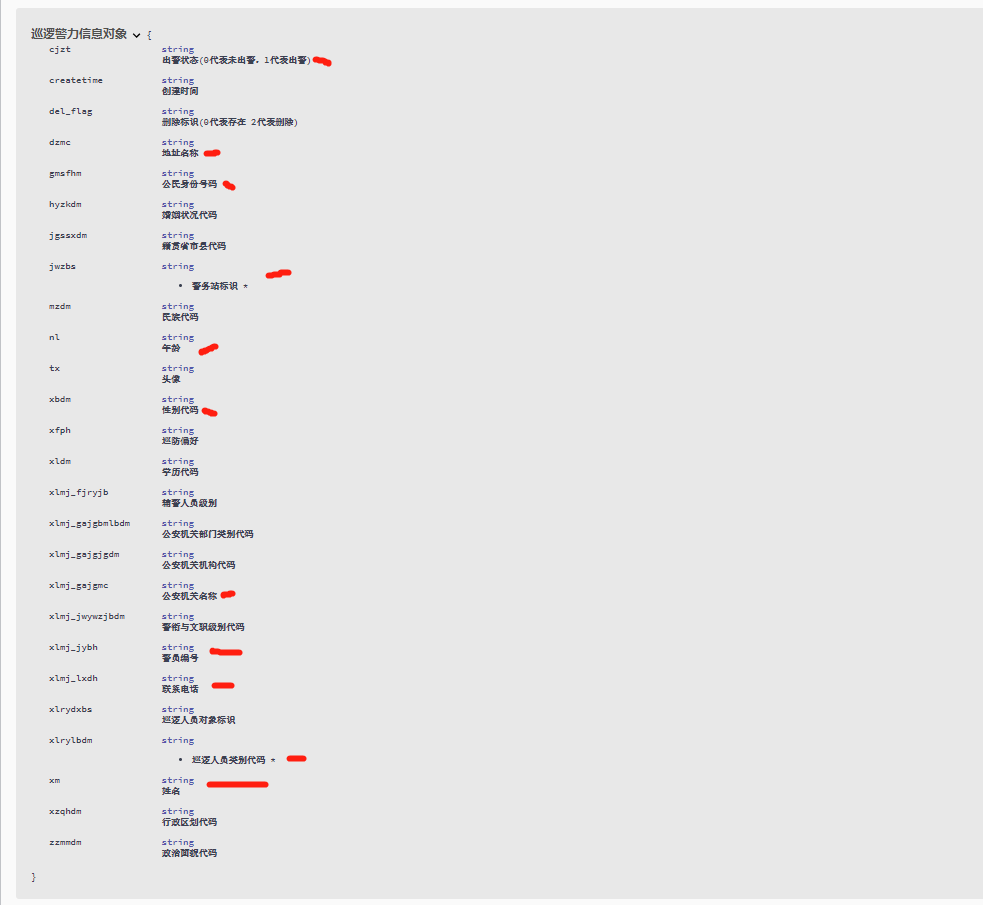 巡逻警力信息对象 {
cjzt string
出警状态(0代表未出警，1代表出警)
createtime string
创建时间
del_flag string
删除标识(0代表存在 2代表删除)
dzmc string
地址名称
gmsfhm string
公民身份号码
hyzkdm string
婚姻状况代码
jgssxdm string
籍贯省市县代码
jwzbs string
• 警务站标识 *
mzdm string
民族代码
nl string
年龄
tx string
头像
xbdm string
性别代码
xfph string
巡防偏好
xldm string
学历代码
xlmj_fjryjb string
辅警人员级别
xlmj_gajgbmlbdm string
公安机关部门类别代码
xlmj_gajgjgdm string
公安机关机构代码
xlmj_gajgmc string
公安机关名称
xlmj_jwywzjbdm string
警衔与文职级别代码
xlmj_jybh string
警员编号
xlmj_lxdh string
联系电话
xlrydxbs string
巡逻人员对象标识
xlrylbdm string
• 巡逻人员类别代码 *
xm string
姓名
xzqhdm string
行政区划代码
zzmmdm string
政治面貌代码
}